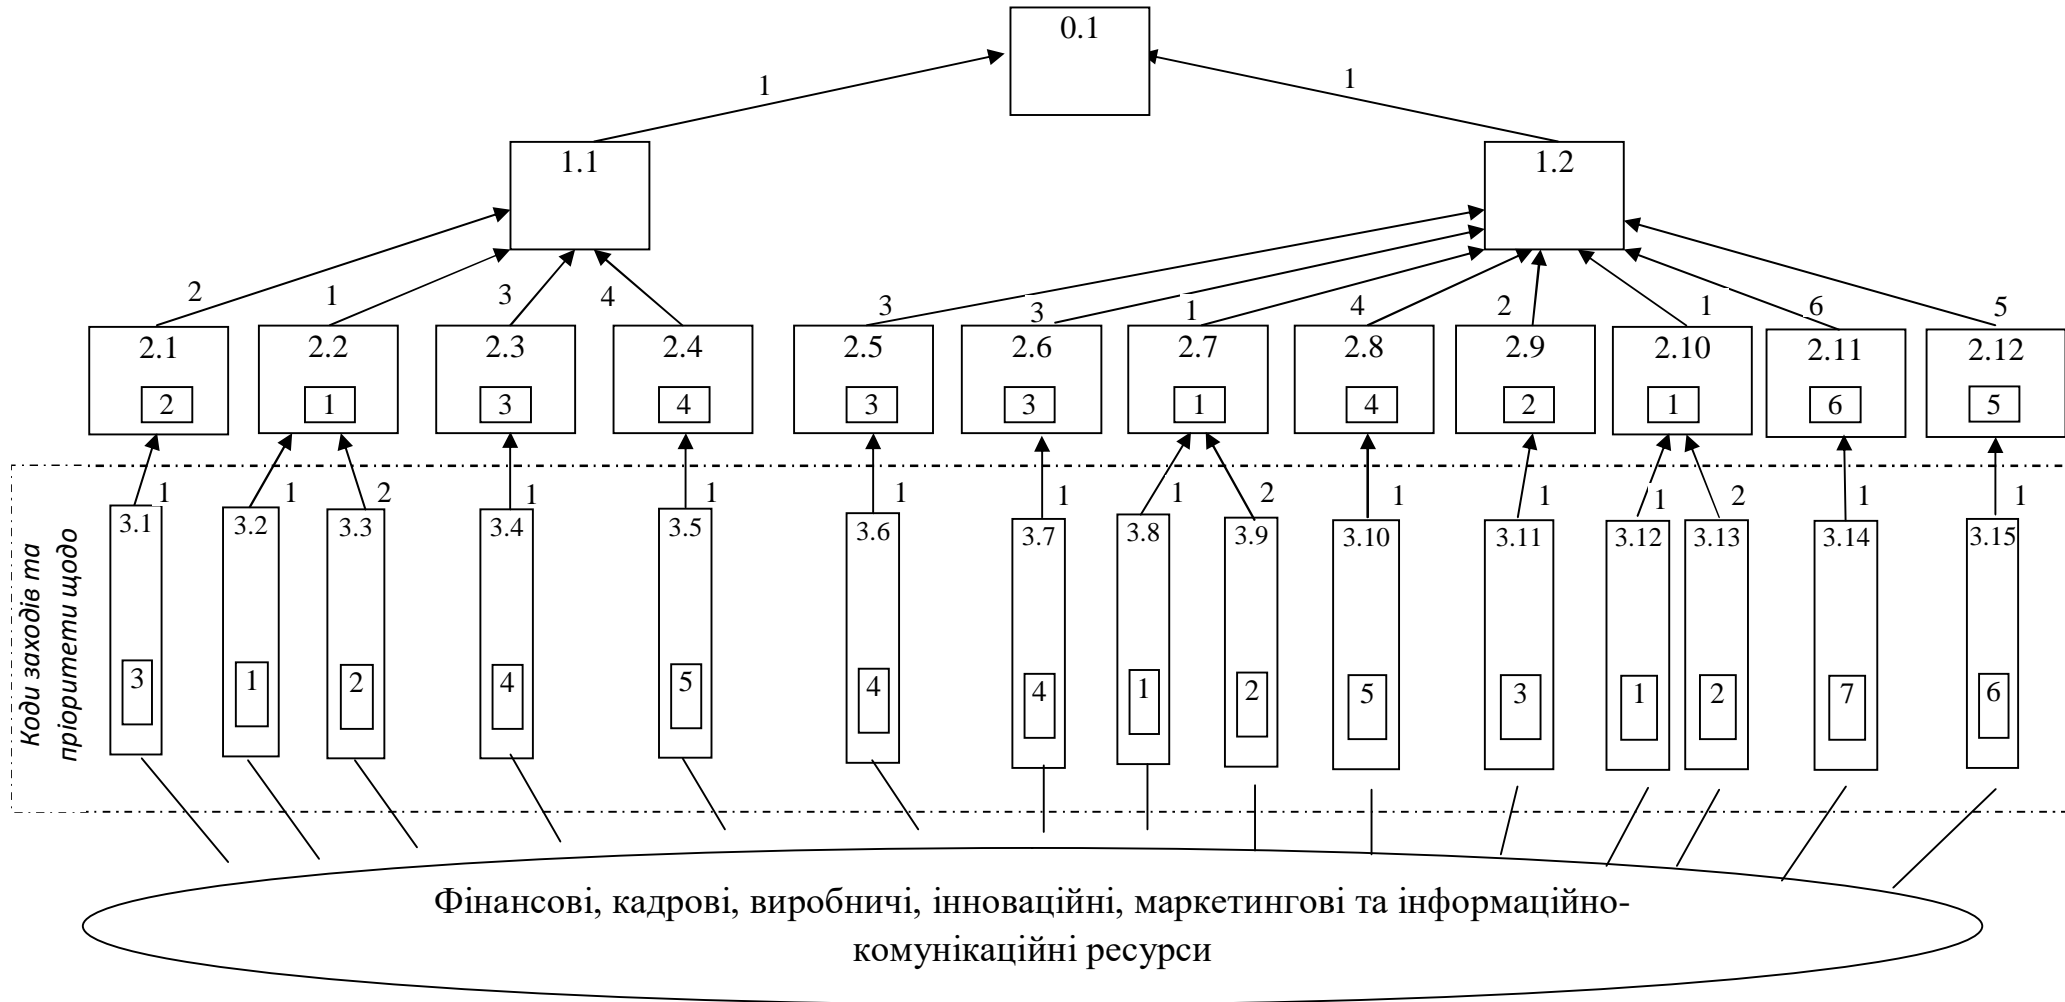 0.1
1 1
1.1 1.2
2 1 3 4 3 3 1 4 2 1 6 5
2.1 2.2 2.3 2.4 2.5 2.6 2.7 2.8 2.9 2.10 2.11 2.12
2 1 3 4 3 3 1 4 2 1 6 5
1 1 2 1 1 1 1 1 2 1 1 1 2 1 1
3.1 3.2 3.3 3.4 3.5 3.6 3.7 3.8 3.9 3.10 3.11 3.12 3.13 3.14 3.15
Коди заходів та
пріоритети щодо
3 1 2 4 5 4 4 1 2 5 3 1 2 7 6
Фінансові, кадрові, виробничі, інноваційні, маркетингові та інформаційно-
комунікаційні ресурси